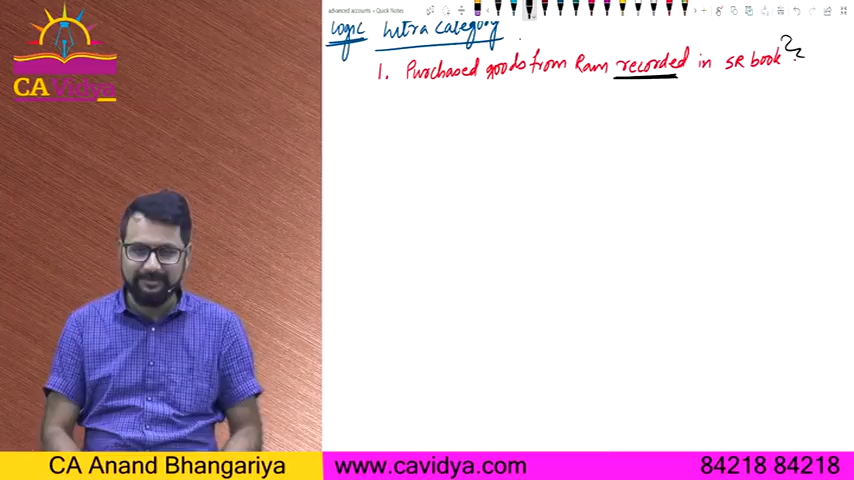 advanced accounts • Quick Notes
Logic Intra Category
1. Purchased goods from Ram recorded in SR book ??
CA Vidya
CA Anand Bhangariya
www.cavidya.com
84218 84218